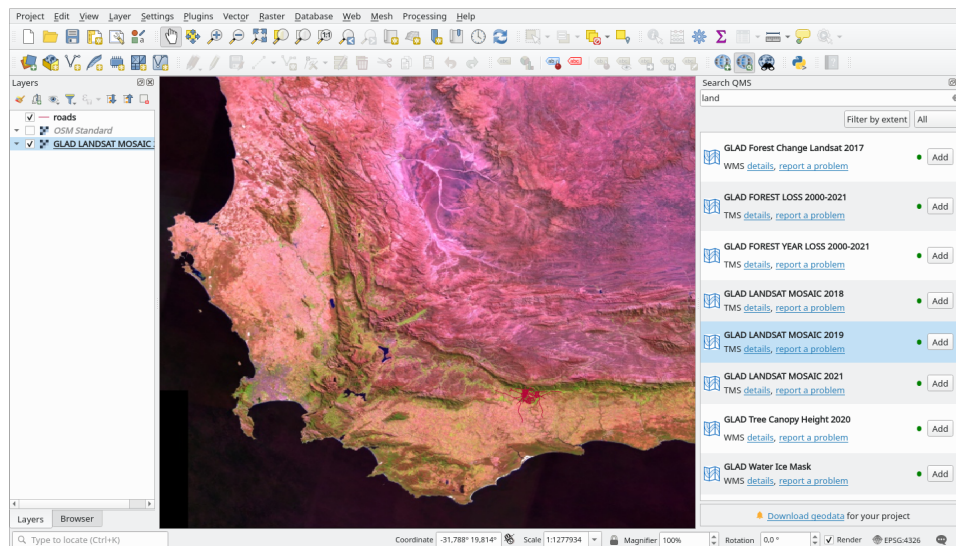 Project Edit View Layer Settings Plugins Vector Raster Database Web Mesh Processing Help
Layers
roads
OSM Standard
GLAD LANDSAT MOSAIC
Layers Browser
Search QMS
land
Filter by extent All
GLAD Forest Change Landsat 2017
WMS details, report a problem
Add
GLAD FOREST LOSS 2000-2021
TMS details, report a problem
Add
GLAD FOREST YEAR LOSS 2000-2021
TMS details, report a problem
Add
GLAD LANDSAT MOSAIC 2018
TMS details, report a problem
Add
GLAD LANDSAT MOSAIC 2019
TMS details, report a problem
Add
GLAD LANDSAT MOSAIC 2021
TMS details, report a problem
Add
GLAD Tree Canopy Height 2020
WMS details, report a problem
Add
GLAD Water Ice Mask
WMS details, report a problem
Add
Download geodata for your project
Type to locate (Ctrl+K) Coordinate -31,788° 19,814° Scale 1:1277934 Magnifier 100% Rotation 0,0 ° Render EPSG:4326